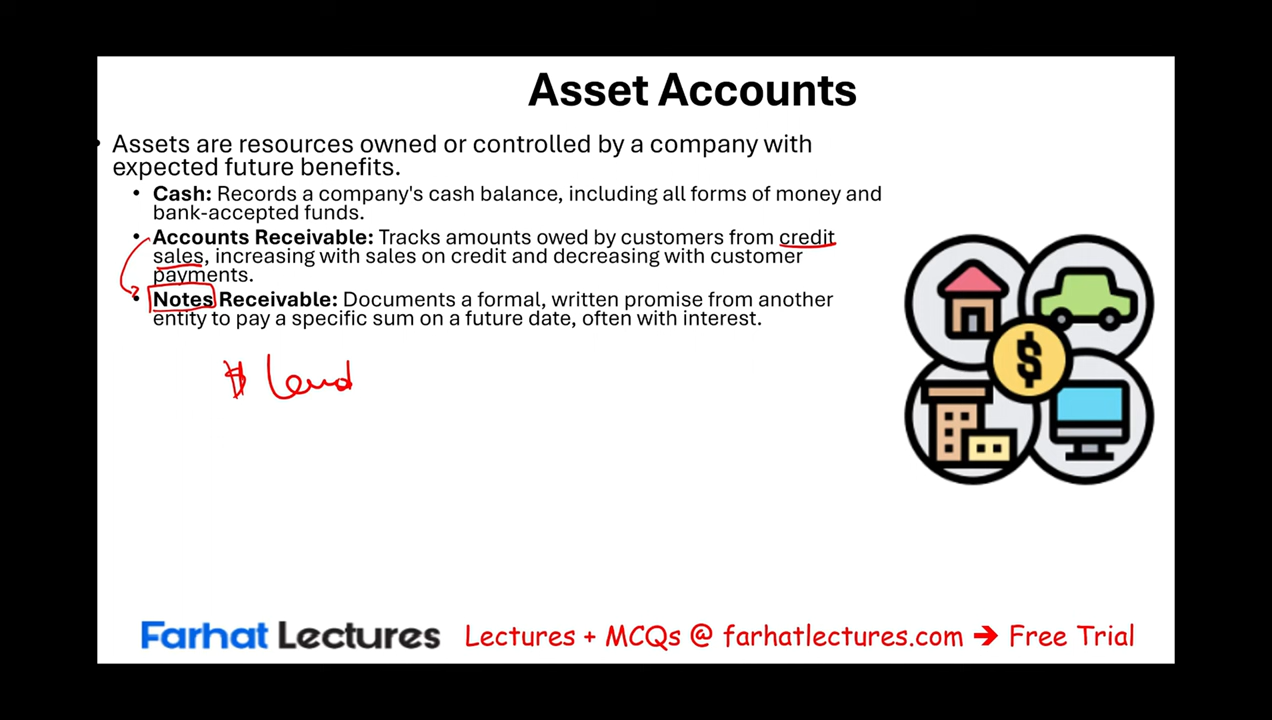 Asset Accounts
• Assets are resources owned or controlled by a company with
expected future benefits.
• Cash: Records a company's cash balance, including all forms of money and
bank-accepted funds.
• Accounts Receivable: Tracks amounts owed by customers from credit
sales, increasing with sales on credit and decreasing with customer
payments.
• Notes Receivable: Documents a formal, written promise from another
entity to pay a specific sum on a future date, often with interest.
$ lend
$
Farhat Lectures Lectures + MCQs @ farhatlectures.com → Free Trial